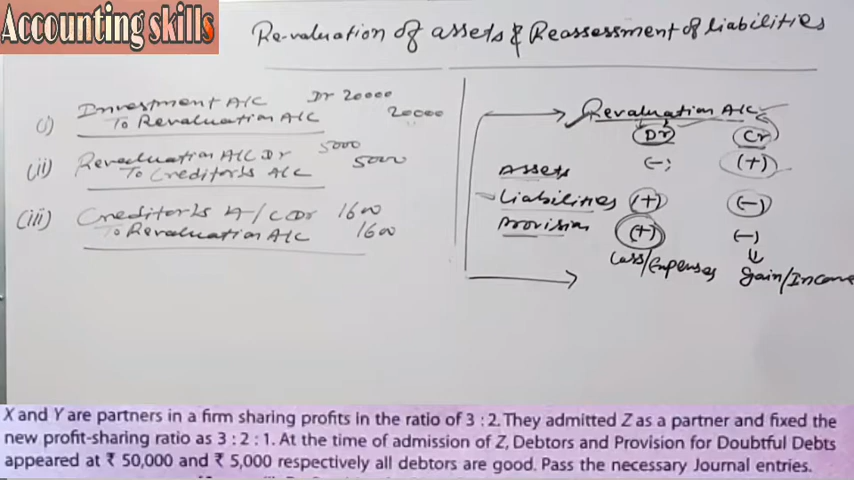 Accounting skills
Re-valuation of assets & Reassessment of liabilities
(i) Investment A/C Dr 20000
To Revaluation A/C 20000
(ii) Revaluation A/C Dr 5000
To Creditor's A/C 5000
(iii) Creditor's A/C Dr 1600
To Revaluation A/C 1600
Revaluation A/C
Dr Cr
Assets (-) (+)
Liabilities (+) (-)
Provision (+) (-)
Loss/Expenses Gain/Income
X and Y are partners in a firm sharing profits in the ratio of 3 : 2. They admitted Z as a partner and fixed the
new profit-sharing ratio as 3 : 2 : 1. At the time of admission of Z, Debtors and Provision for Doubtful Debts
appeared at ₹ 50,000 and ₹ 5,000 respectively all debtors are good. Pass the necessary Journal entries.